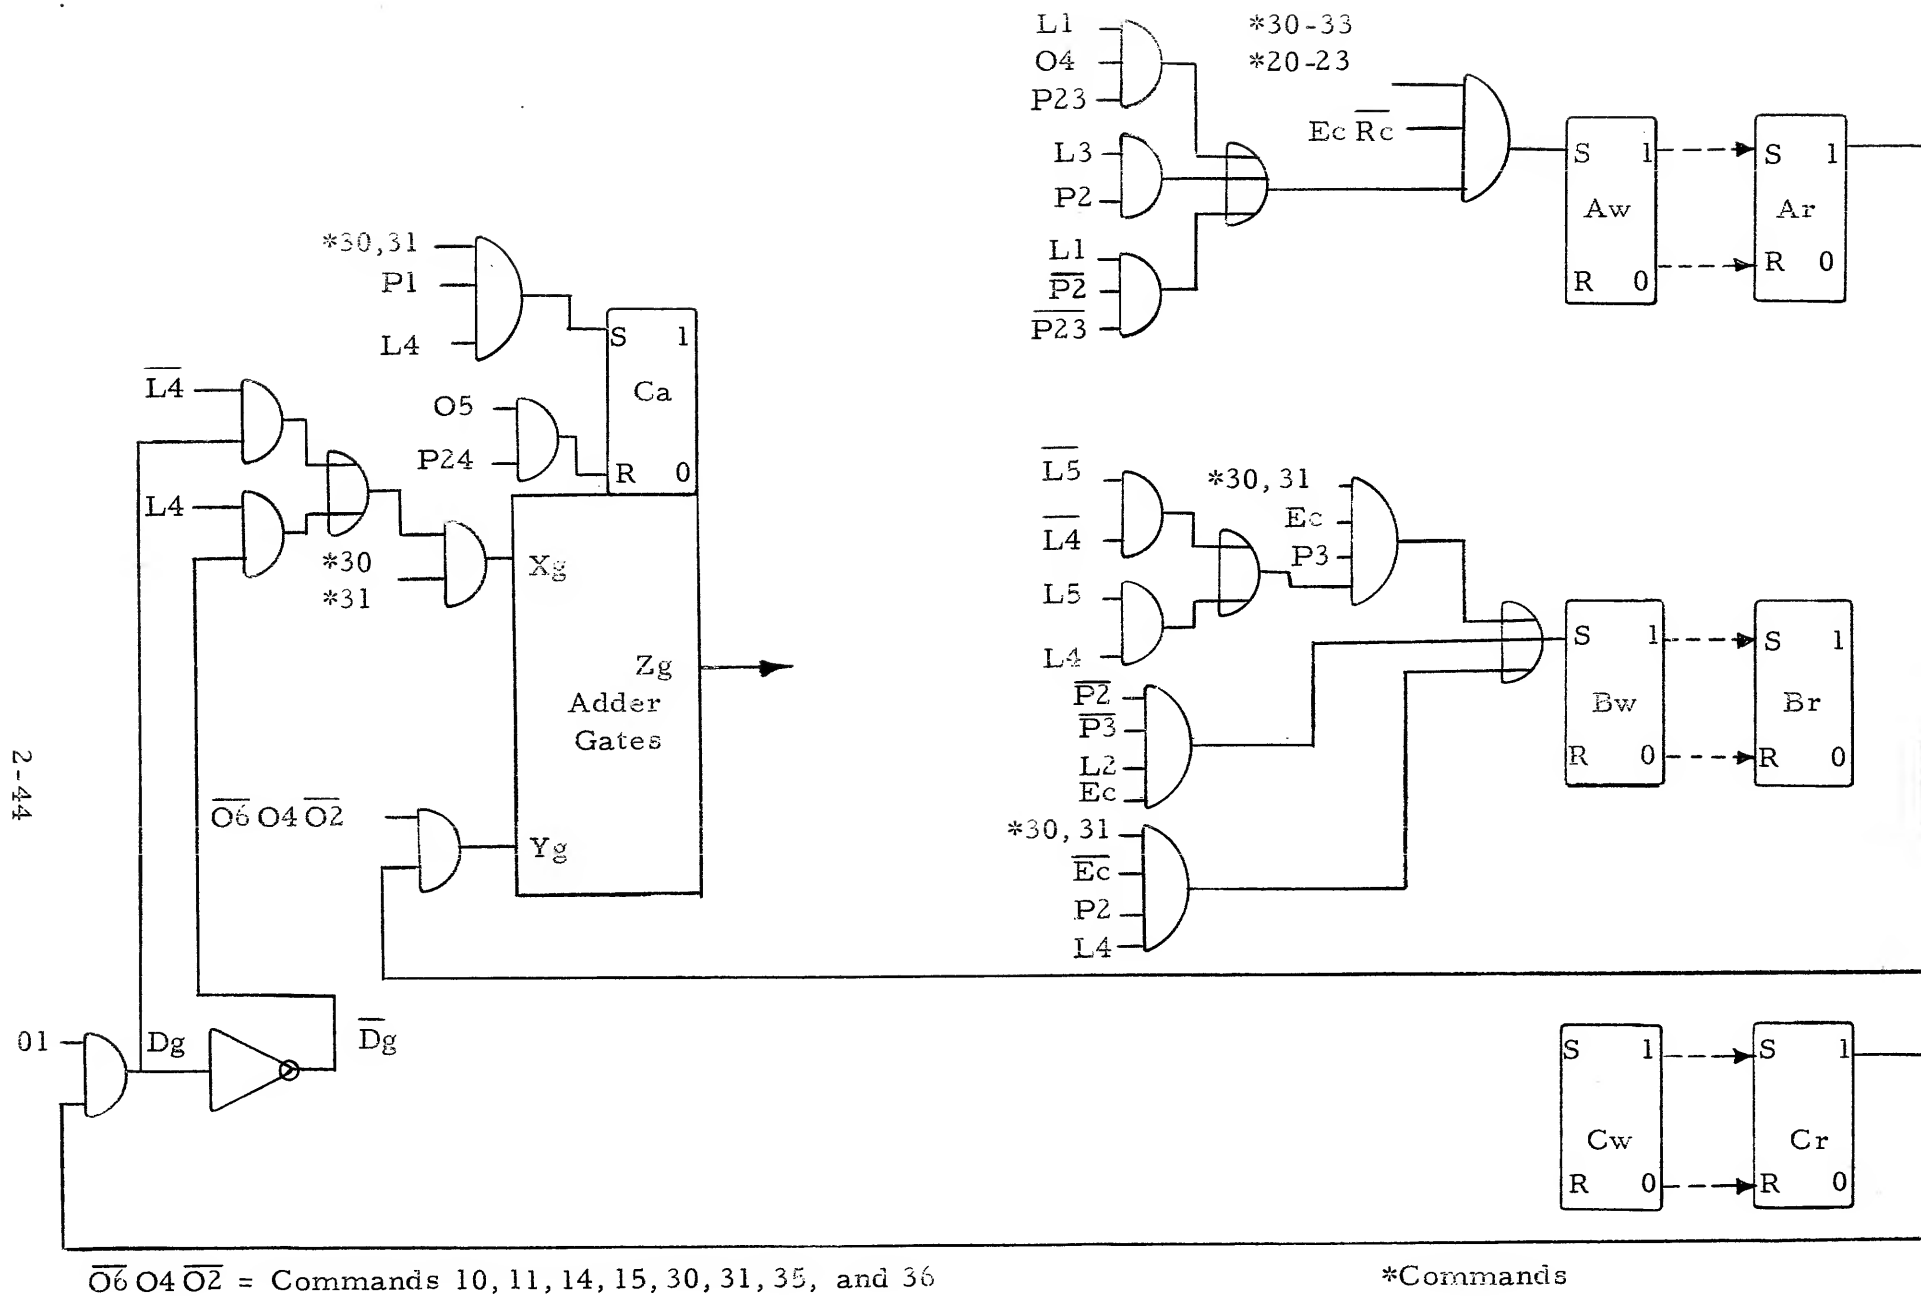 L1
O4
P23
L3
P2
L1
P2
P23
*30-33
*20-23
Ec Rc
S 1
Aw
R 0
S 1
Ar
R 0
*30,31
P1
L4
S 1
Ca
R 0
O5
P24
L4
L4
*30
*31
Xg
Zg
Adder
Gates
Yg
O6 O4 O2
L5
L4
L5
L4
*30, 31
Ec
P3
P2
P3
L2
Ec
*30, 31
Ec
P2
L4
S 1
Bw
R 0
S 1
Br
R 0
2-44
01
Dg
Dg
S 1
Cw
R 0
S 1
Cr
R 0
O6 O4 O2 = Commands 10, 11, 14, 15, 30, 31, 35, and 36
*Commands